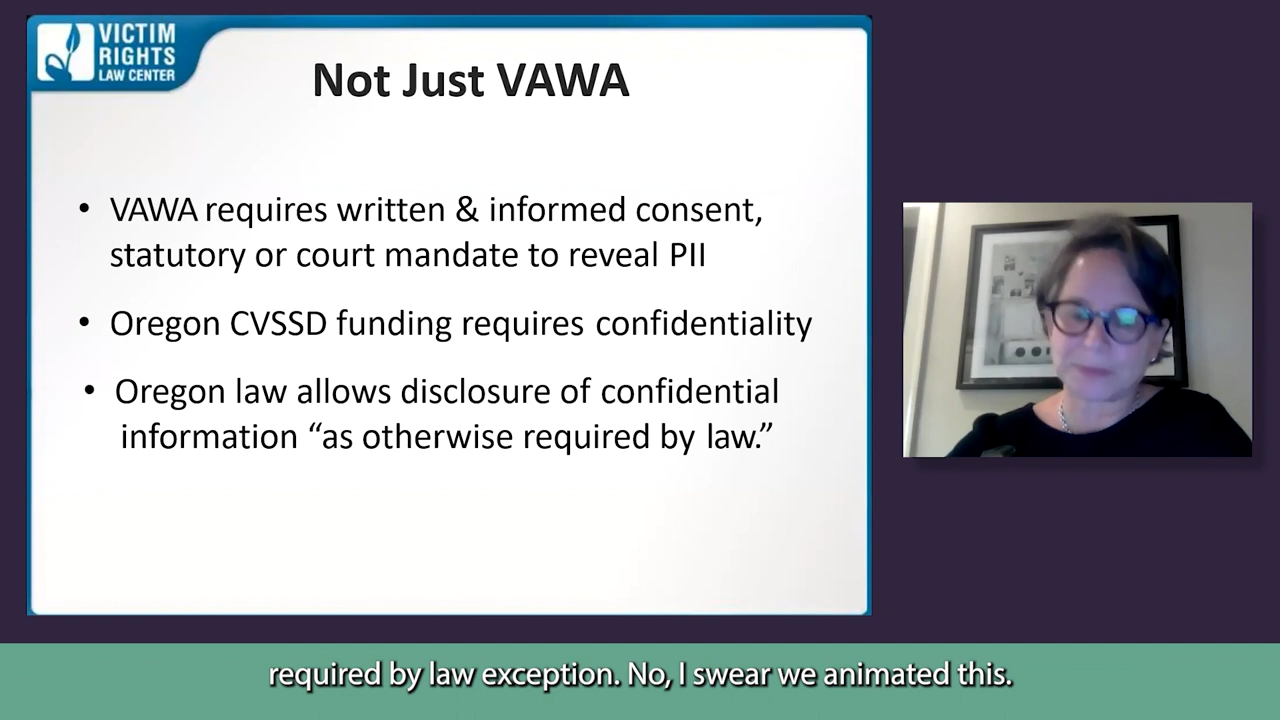 VICTIM
RIGHTS
LAW CENTER
Not Just VAWA
• VAWA requires written & informed consent,
statutory or court mandate to reveal PII
• Oregon CVSSD funding requires confidentiality
• Oregon law allows disclosure of confidential
information “as otherwise required by law.”
required by law exception. No, I swear we animated this.